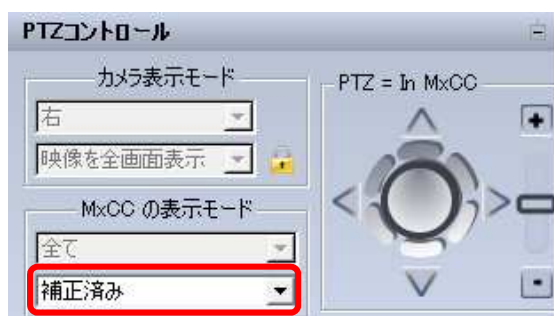 PTZコントロール
カメラ表示モード
右
映像を全画面表示
MxCC の表示モード
全て
補正済み
PTZ = In MxCC